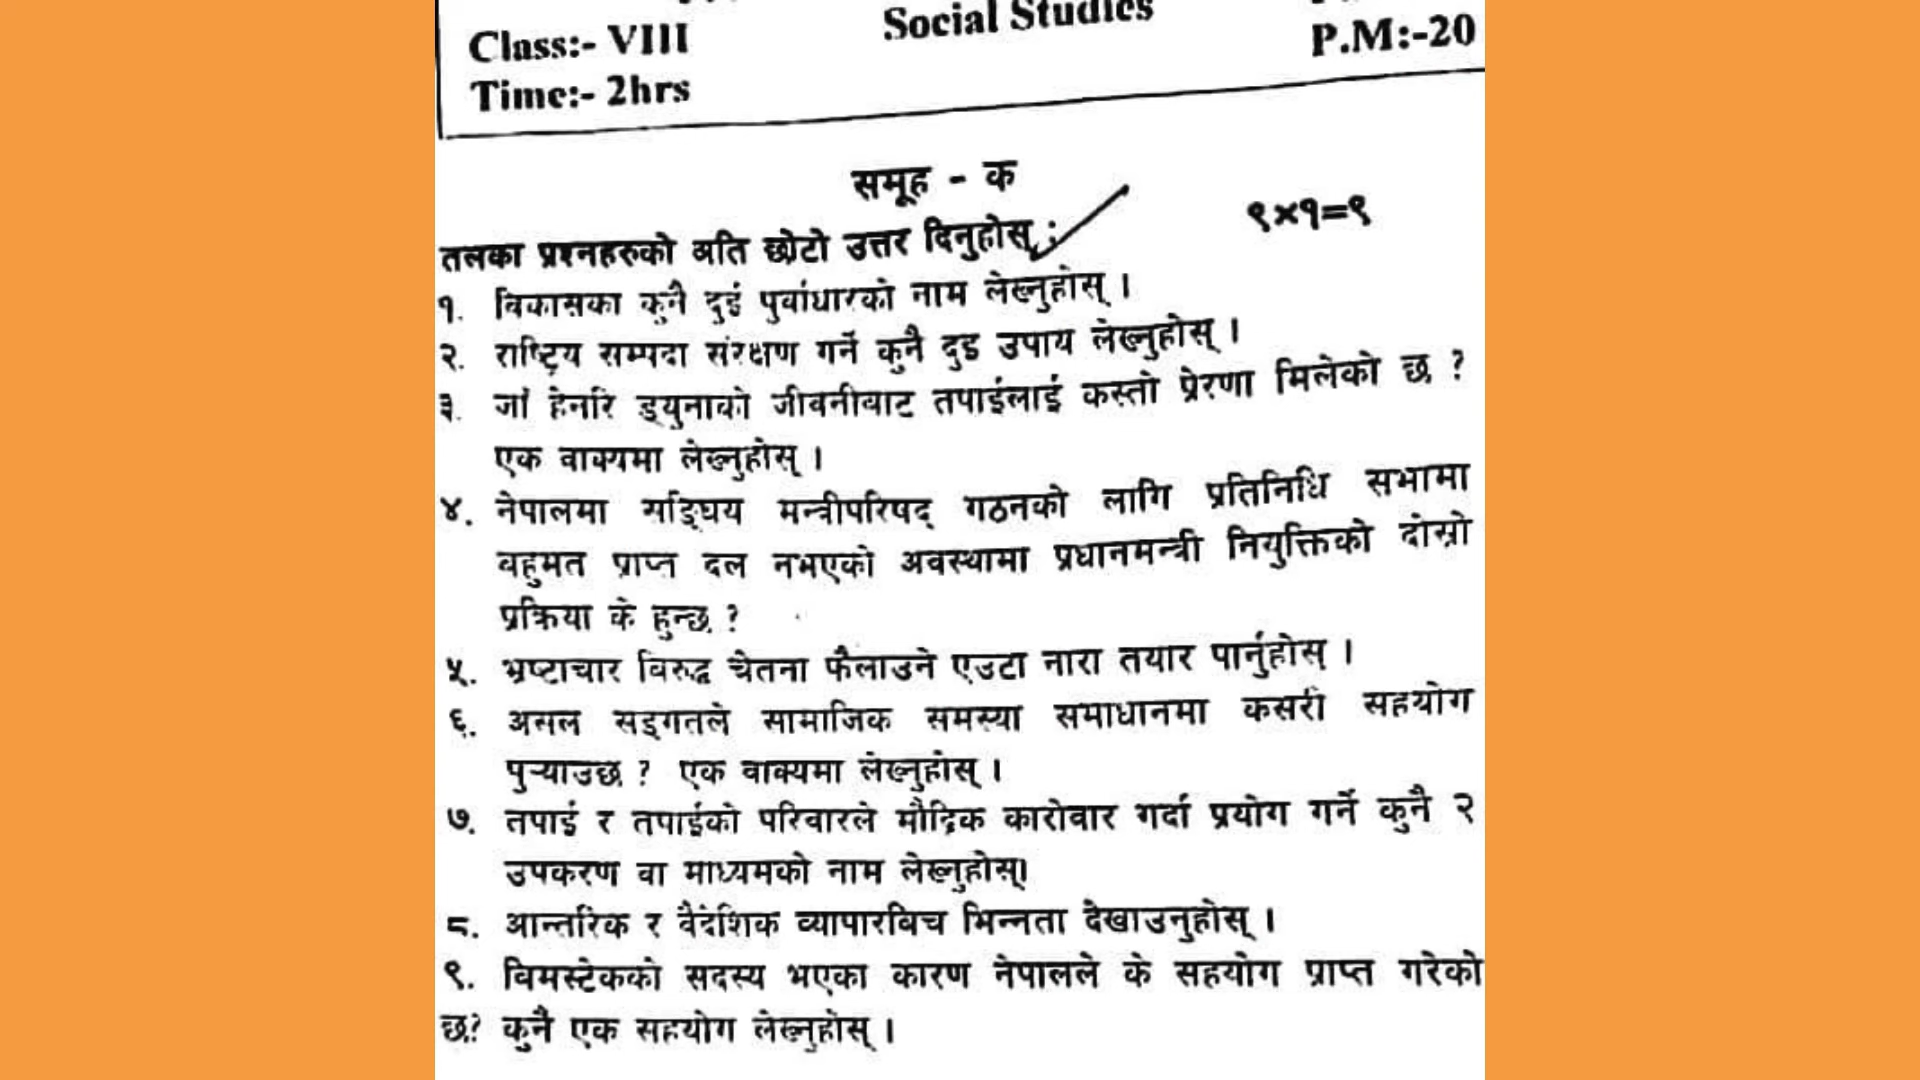 Social Studies
Class:- VIII
P.M:-20
Time:- 2hrs
समूह - क
९×१=९
तलका प्रश्नहरुको अति छोटो उत्तर दिनुहोस् :
१. विकासका कुनै दुई पुर्वाधारको नाम लेख्नुहोस् ।
२. राष्ट्रिय सम्पदा संरक्षण गर्ने कुनै दुइ उपाय लेख्नुहोस् ।
३. जाँ हेनरि ड्युनाको जीवनीबाट तपाईलाई कस्तो प्रेरणा मिलेको छ ?
एक वाक्यमा लेख्नुहोस् ।
४. नेपालमा सङ्घिय मन्त्रीपरिषद् गठनको लागि प्रतिनिधि सभामा
बहुमत प्राप्त दल नभएको अवस्थामा प्रधानमन्त्री नियुक्तिको दोस्रो
प्रक्रिया के हुन्छ ?
५. भ्रष्टाचार विरुद्ध चेतना फैलाउने एउटा नारा तयार पार्नुहोस् ।
६. असल सङ्गतले सामाजिक समस्या समाधानमा कसरी सहयोग
पुर्‍याउछ ? एक वाक्यमा लेख्नुहोस् ।
७. तपाई र तपाईको परिवारले मौद्रिक कारोवार गर्दा प्रयोग गर्ने कुनै २
उपकरण वा माध्यमको नाम लेख्नुहोस्।
८. आन्तरिक र वैदेशिक व्यापारबिच भिन्नता देखाउनुहोस् ।
९. विमस्टेकको सदस्य भएका कारण नेपालले के सहयोग प्राप्त गरेको
छ? कुनै एक सहयोग लेख्नुहोस् ।